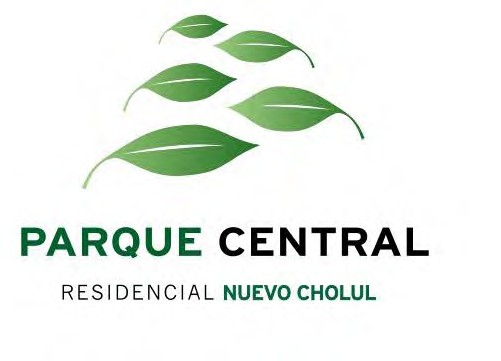 PARQUE CENTRAL
RESIDENCIAL NUEVO CHOLUL